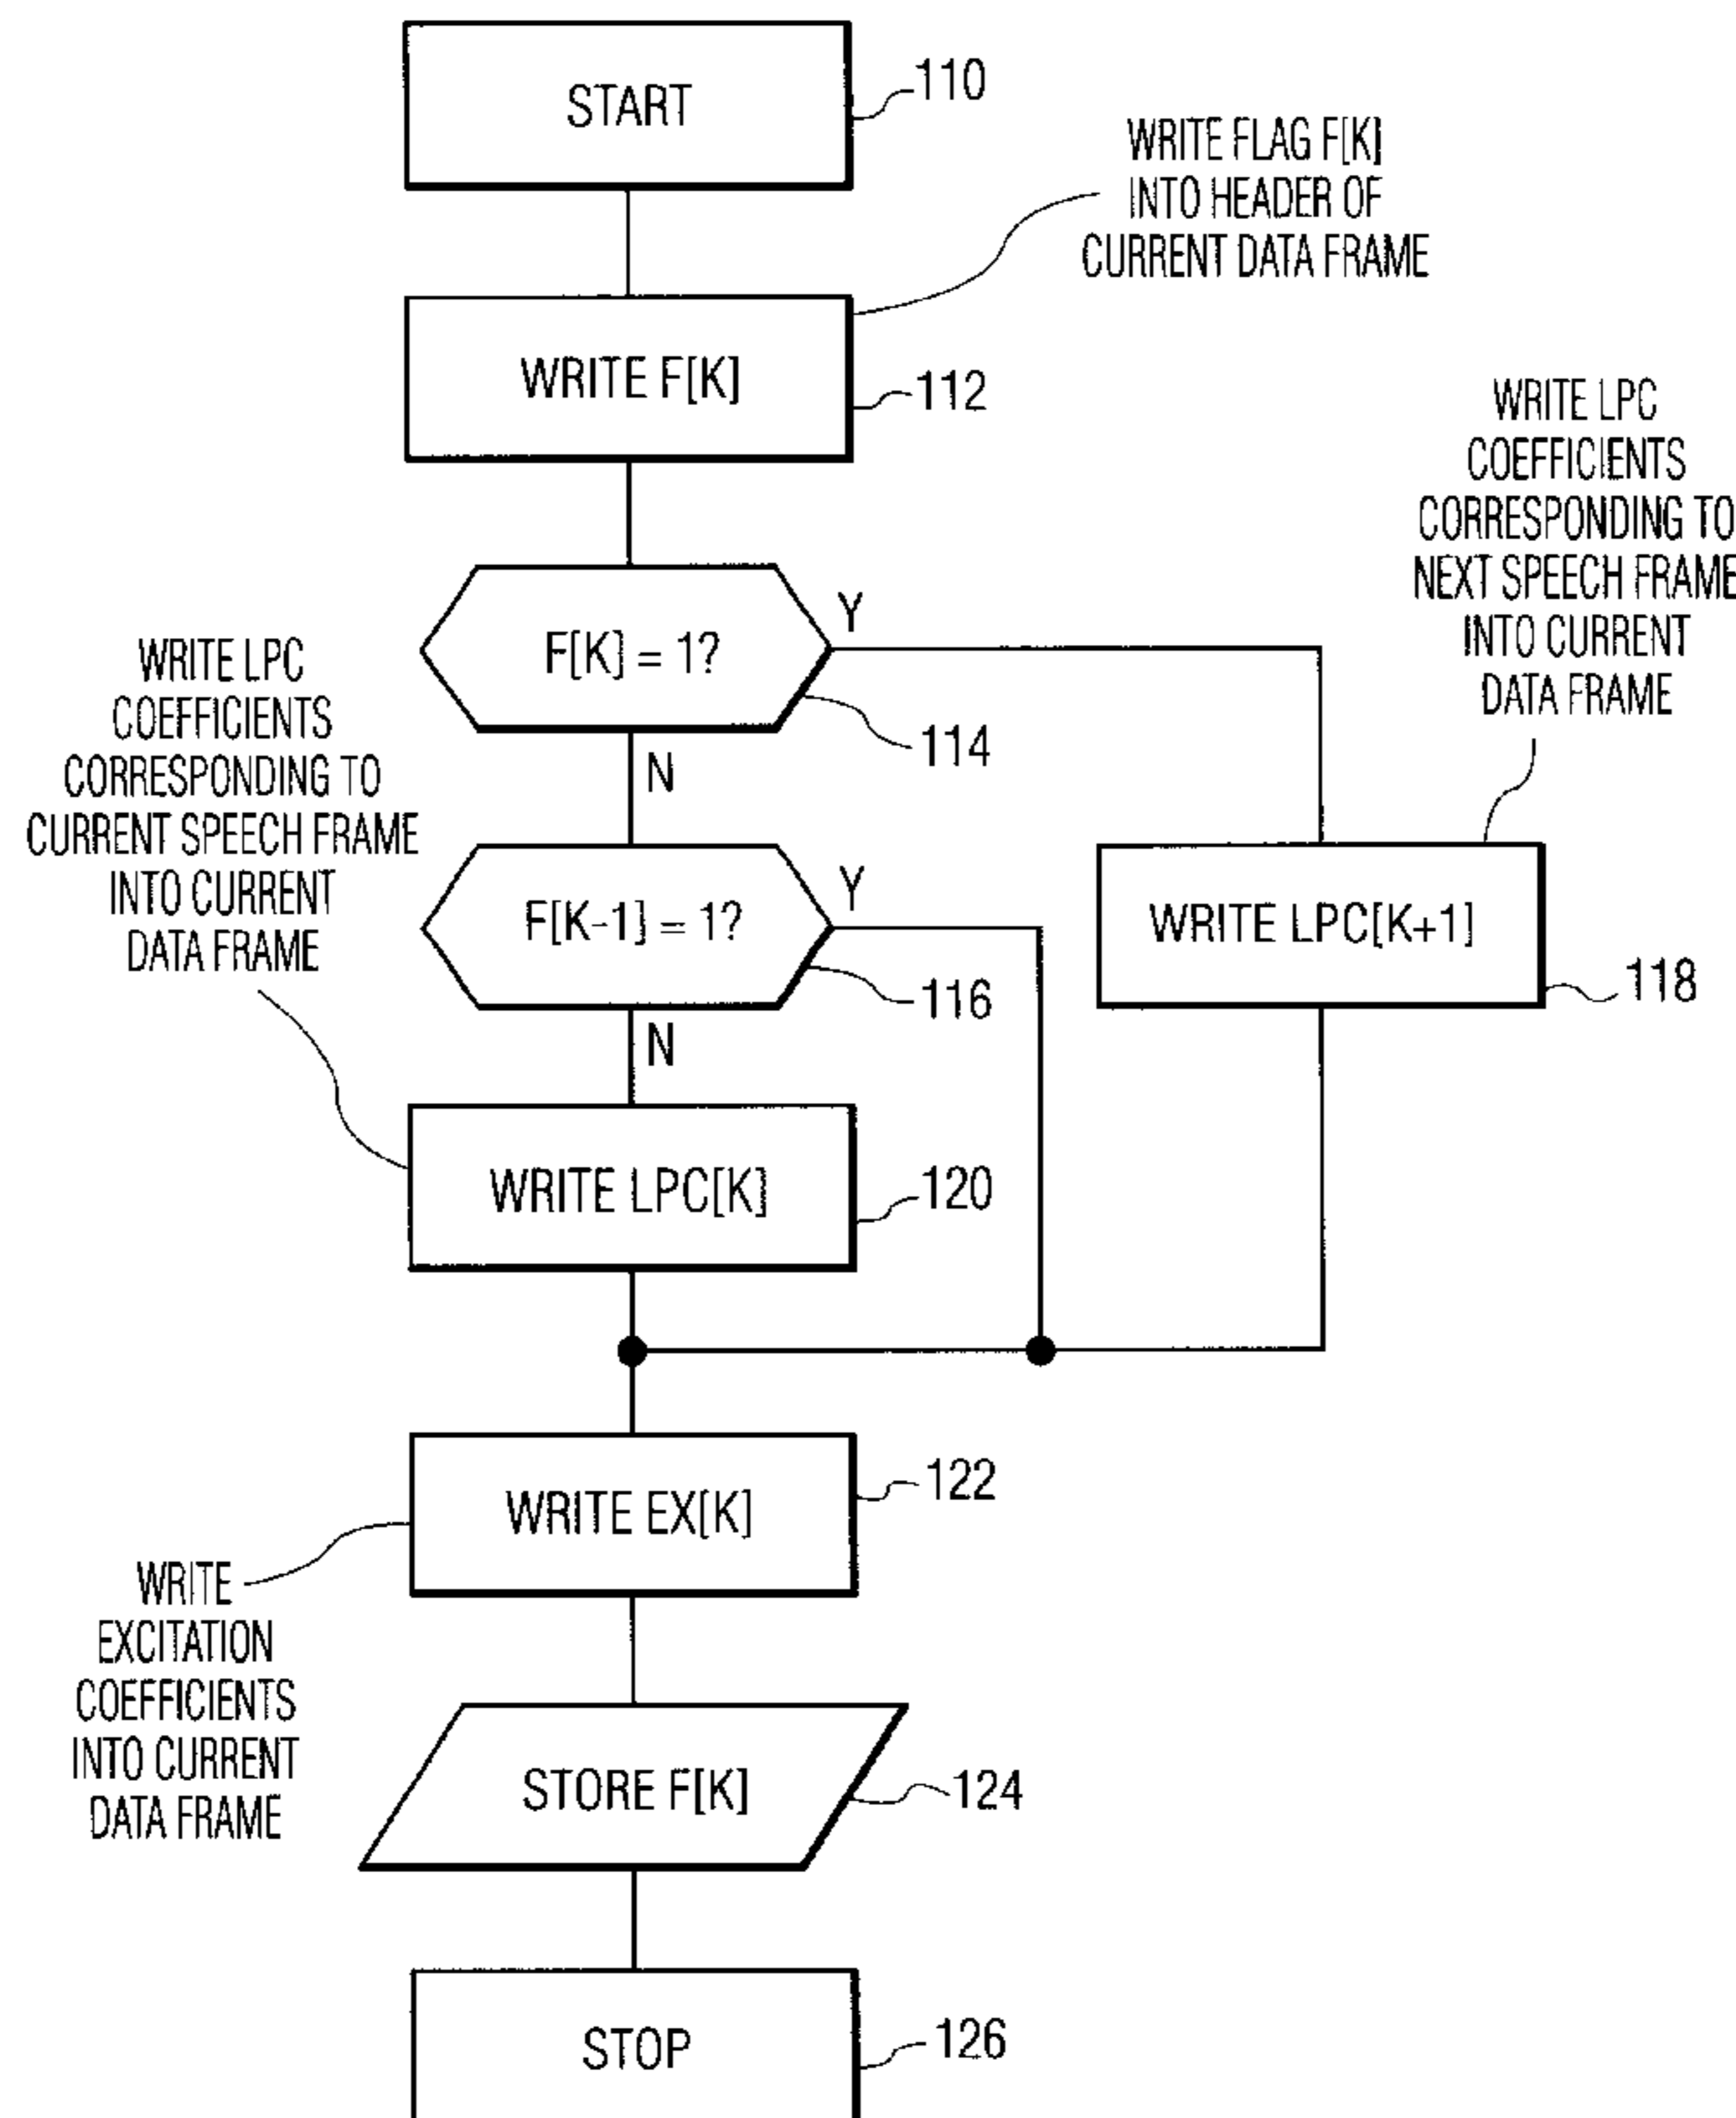 START
110
WRITE FLAG F[K]
INTO HEADER OF
CURRENT DATA FRAME
WRITE F[K]
112
WRITE LPC
COEFFICIENTS
CORRESPONDING TO
NEXT SPEECH FRAME
INTO CURRENT
DATA FRAME
F[K] = 1?
Y
114
N
WRITE LPC
COEFFICIENTS
CORRESPONDING TO
CURRENT SPEECH FRAME
INTO CURRENT
DATA FRAME
F[K-1] = 1?
Y
116
N
WRITE LPC[K+1]
118
WRITE LPC[K]
120
WRITE EX[K]
122
WRITE
EXCITATION
COEFFICIENTS
INTO CURRENT
DATA FRAME
STORE F[K]
124
STOP
126